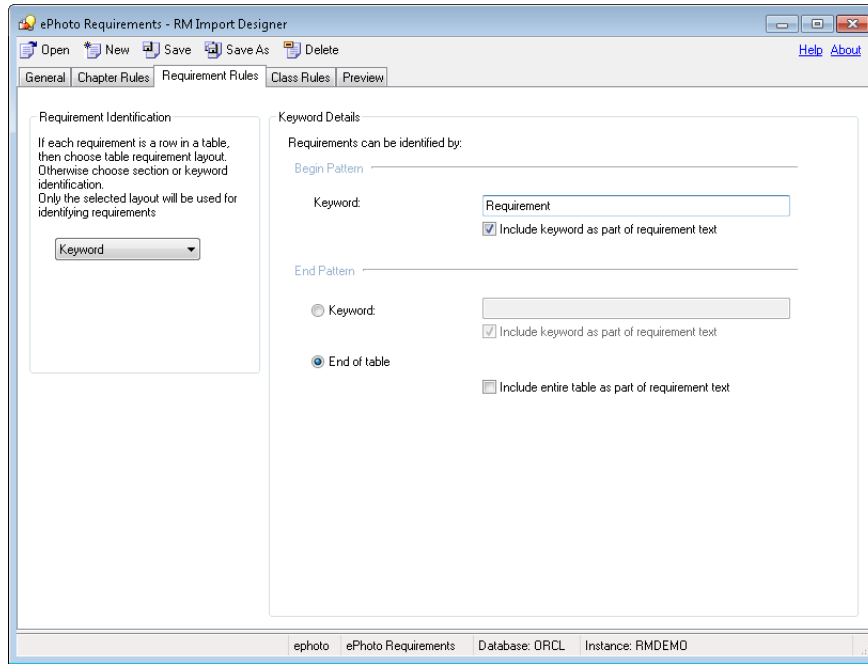 ePhoto Requirements - RM Import Designer
Open New Save Save As Delete Help About
General Chapter Rules Requirement Rules Class Rules Preview
Requirement Identification
If each requirement is a row in a table,
then choose table requirement layout.
Otherwise choose section or keyword
identification.
Only the selected layout will be used for
identifying requirements
Keyword
Keyword Details
Requirements can be identified by:
Begin Pattern
Keyword: Requirement
Include keyword as part of requirement text
End Pattern
Keyword:
Include keyword as part of requirement text
End of table
Include entire table as part of requirement text
ephoto ePhoto Requirements Database: ORCL Instance: RMDEMO